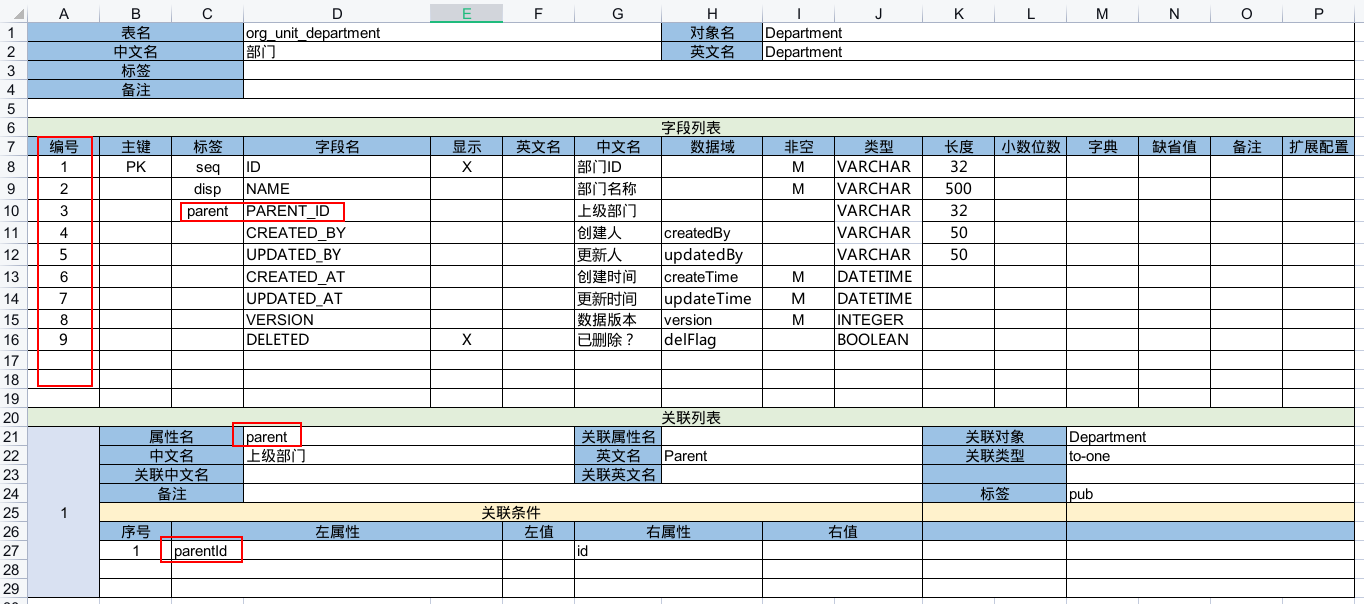 A B C D E F G H I J K L M N O P
1 表名 org_unit_department 对象名 Department
2 中文名 部门 英文名 Department
3 标签
4 备注
5
6 字段列表
7 编号 主键 标签 字段名 显示 英文名 中文名 数据域 非空 类型 长度 小数位数 字典 缺省值 备注 扩展配置
8 1 PK seq ID X 部门ID M VARCHAR 32
9 2 disp NAME 部门名称 M VARCHAR 500
10 3 parent PARENT_ID 上级部门 VARCHAR 32
11 4 CREATED_BY 创建人 createdBy VARCHAR 50
12 5 UPDATED_BY 更新人 updatedBy VARCHAR 50
13 6 CREATED_AT 创建时间 createTime M DATETIME
14 7 UPDATED_AT 更新时间 updateTime M DATETIME
15 8 VERSION 数据版本 version M INTEGER
16 9 DELETED X 已删除？ delFlag BOOLEAN
17
18
19
20 关联列表
21 属性名 parent 关联属性名 关联对象 Department
22 中文名 上级部门 英文名 Parent 关联类型 to-one
23 关联中文名 关联英文名
24 备注 标签 pub
25 1 关联条件
26 序号 左属性 左值 右属性 右值
27 1 parentId id
28
29